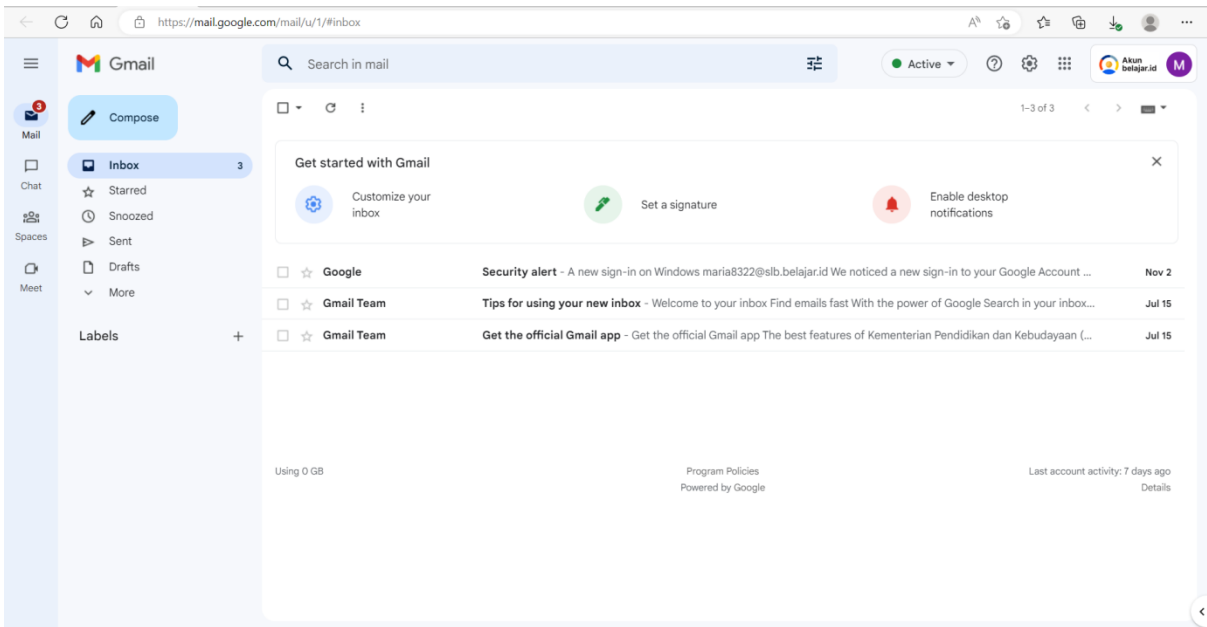 https://mail.google.com/mail/u/1/#inbox
Gmail
Search in mail
Active
Akun
belajar.id
M
3
Mail
Chat
Spaces
Meet
Compose
Inbox 3
Starred
Snoozed
Sent
Drafts
More
Labels
1–3 of 3
Get started with Gmail
Customize your
inbox
Set a signature
Enable desktop
notifications
Google Security alert - A new sign-in on Windows maria8322@slb.belajar.id We noticed a new sign-in to your Google Account ... Nov 2
Gmail Team Tips for using your new inbox - Welcome to your inbox Find emails fast With the power of Google Search in your inbox... Jul 15
Gmail Team Get the official Gmail app - Get the official Gmail app The best features of Kementerian Pendidikan dan Kebudayaan (... Jul 15
Using 0 GB
Program Policies
Powered by Google
Last account activity: 7 days ago
Details